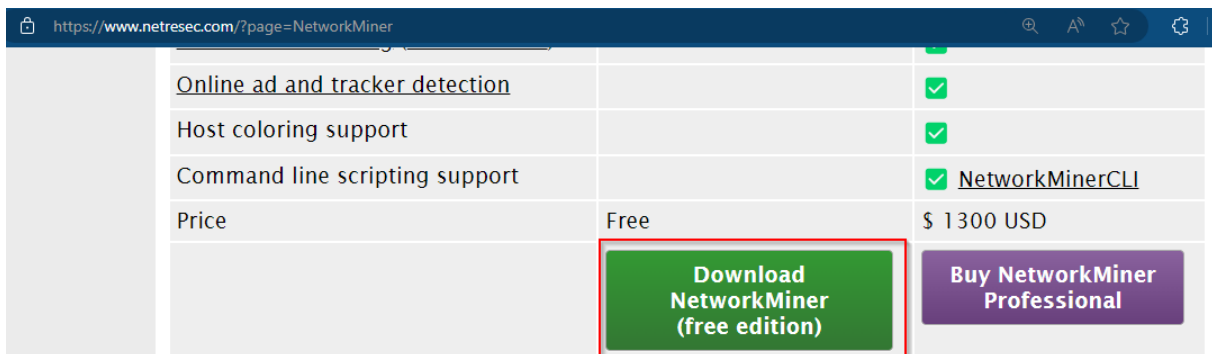 https://www.netresec.com/?page=NetworkMiner
Online ad and tracker detection
Host coloring support
Command line scripting support NetworkMinerCLI
Price Free $ 1300 USD
Download
NetworkMiner
(free edition)
Buy NetworkMiner
Professional